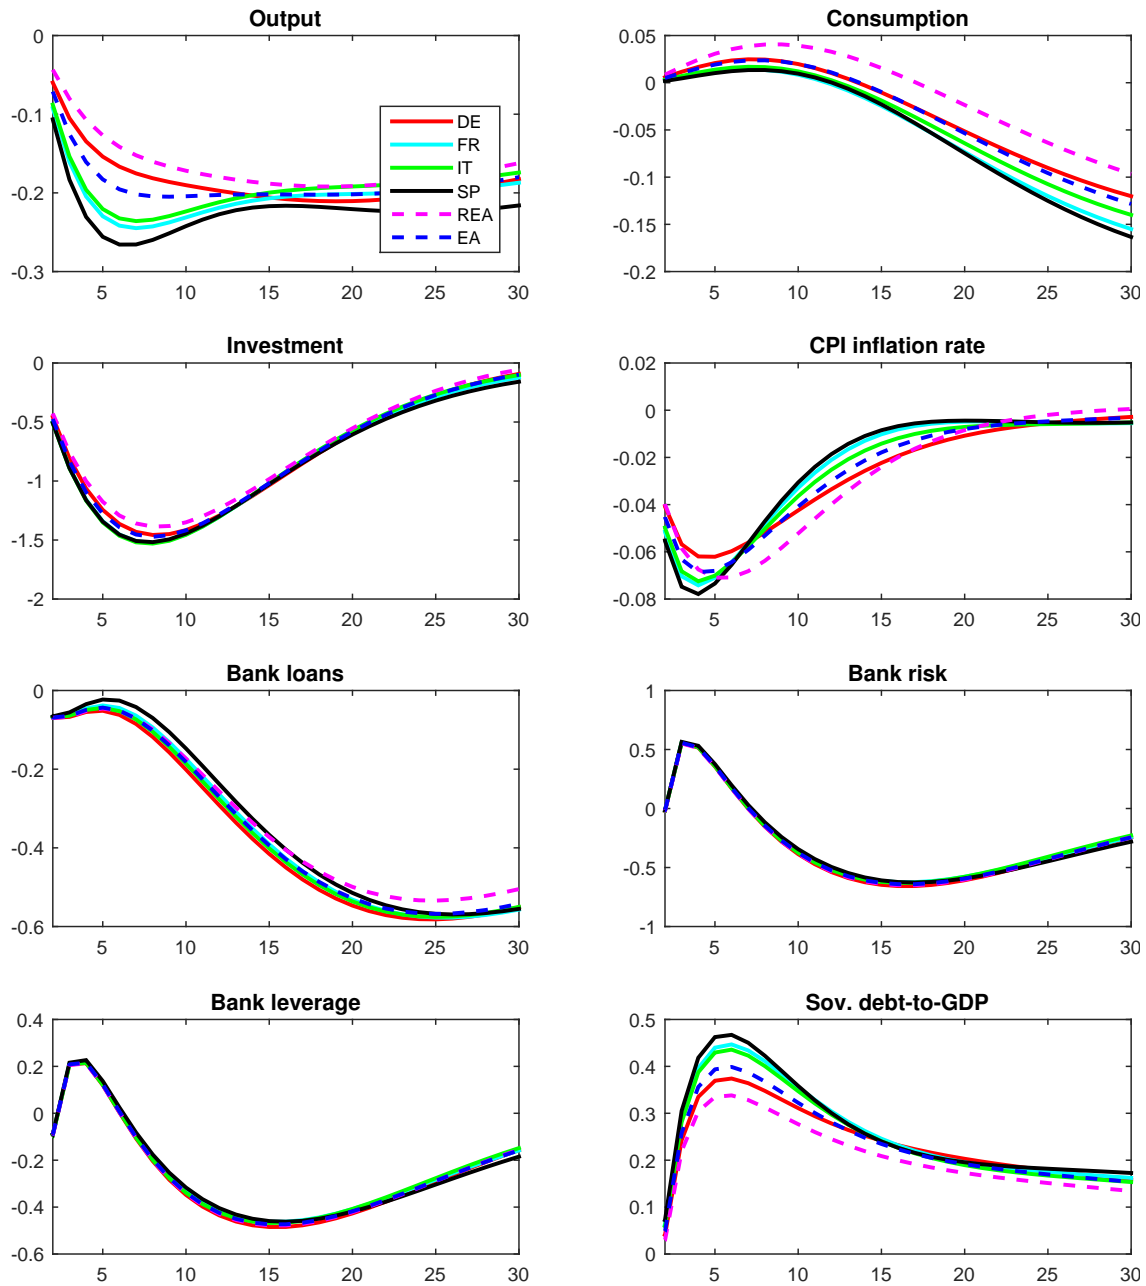 Output
0
-0.1
-0.2
-0.3
5 10 15 20 25 30
DE
FR
IT
SP
REA
EA
Consumption
0.05
0
-0.05
-0.1
-0.15
-0.2
5 10 15 20 25 30
Investment
0
-0.5
-1
-1.5
-2
5 10 15 20 25 30
CPI inflation rate
0.02
0
-0.02
-0.04
-0.06
-0.08
5 10 15 20 25 30
Bank loans
0
-0.2
-0.4
-0.6
5 10 15 20 25 30
Bank risk
1
0.5
0
-0.5
-1
5 10 15 20 25 30
Bank leverage
0.4
0.2
0
-0.2
-0.4
-0.6
5 10 15 20 25 30
Sov. debt-to-GDP
0.5
0.4
0.3
0.2
0.1
0
5 10 15 20 25 30